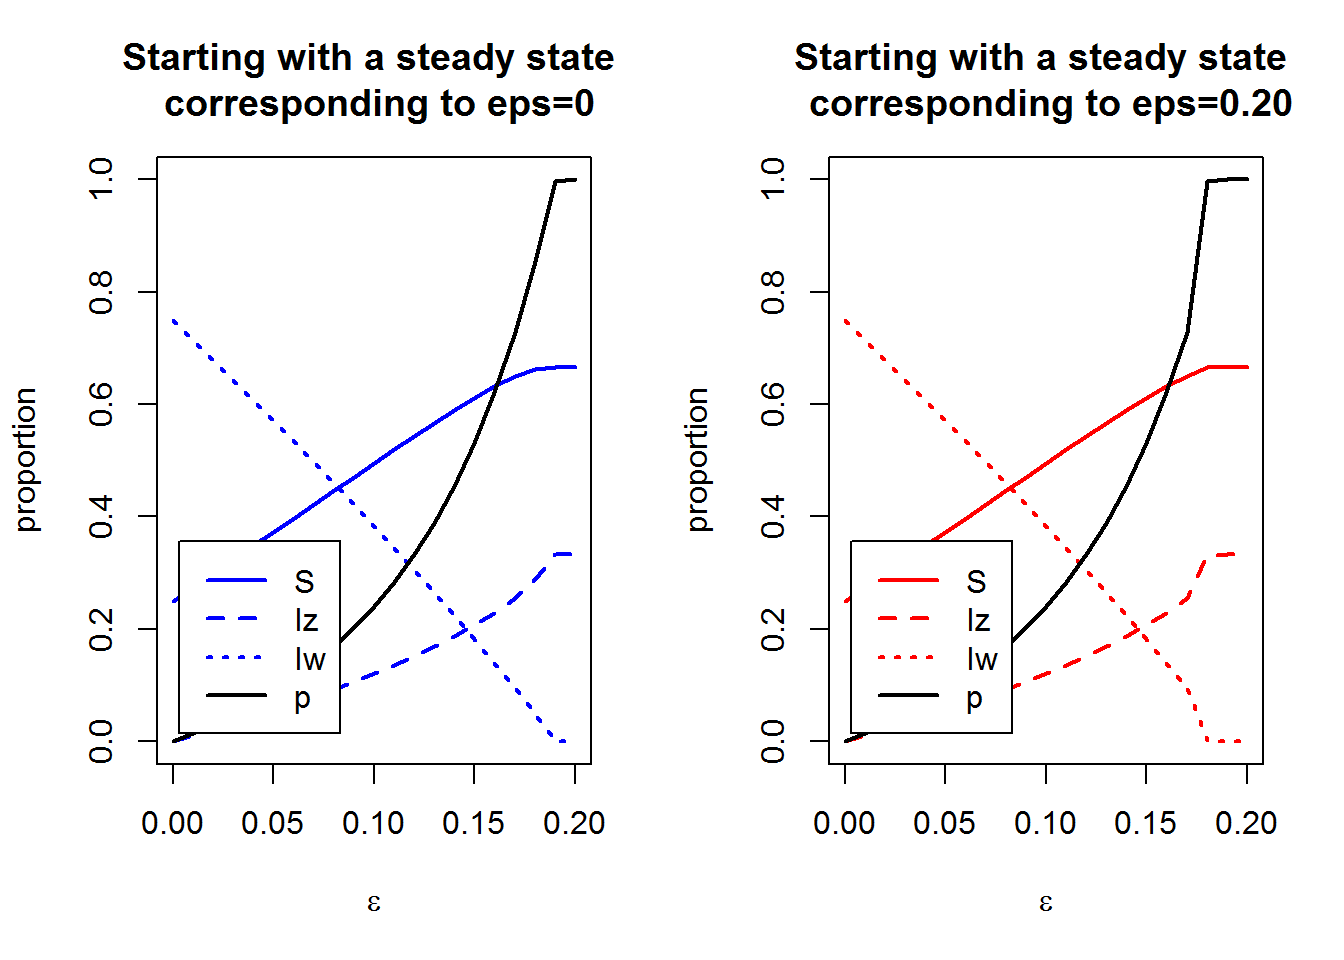 Starting with a steady state
corresponding to eps=0
proportion
1.0
0.8
0.6
0.4
0.2
0.0
S
Iz
Iw
p
0.00 0.05 0.10 0.15 0.20
ε
Starting with a steady state
corresponding to eps=0.20
proportion
1.0
0.8
0.6
0.4
0.2
0.0
S
Iz
Iw
p
0.00 0.05 0.10 0.15 0.20
ε